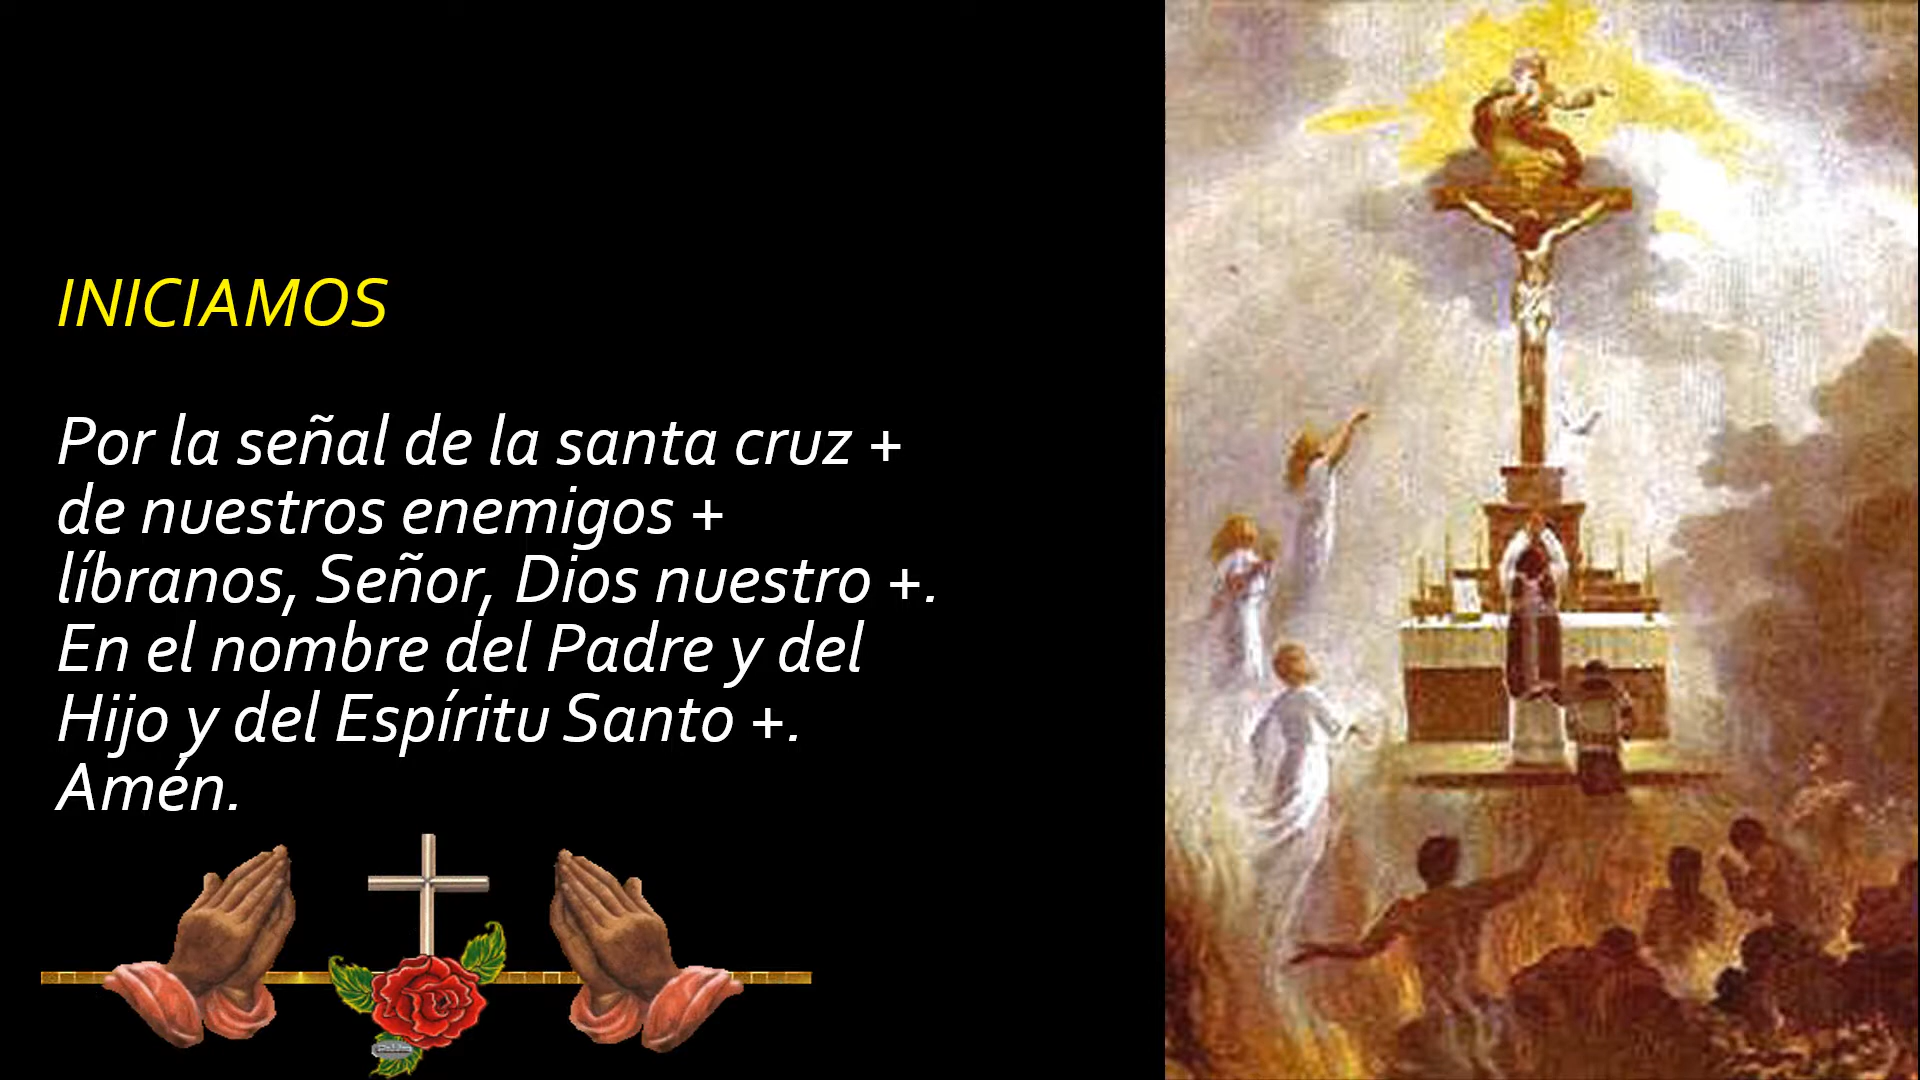 INICIAMOS
Por la señal de la santa cruz +
de nuestros enemigos +
líbranos, Señor, Dios nuestro +.
En el nombre del Padre y del
Hijo y del Espíritu Santo +.
Amén.